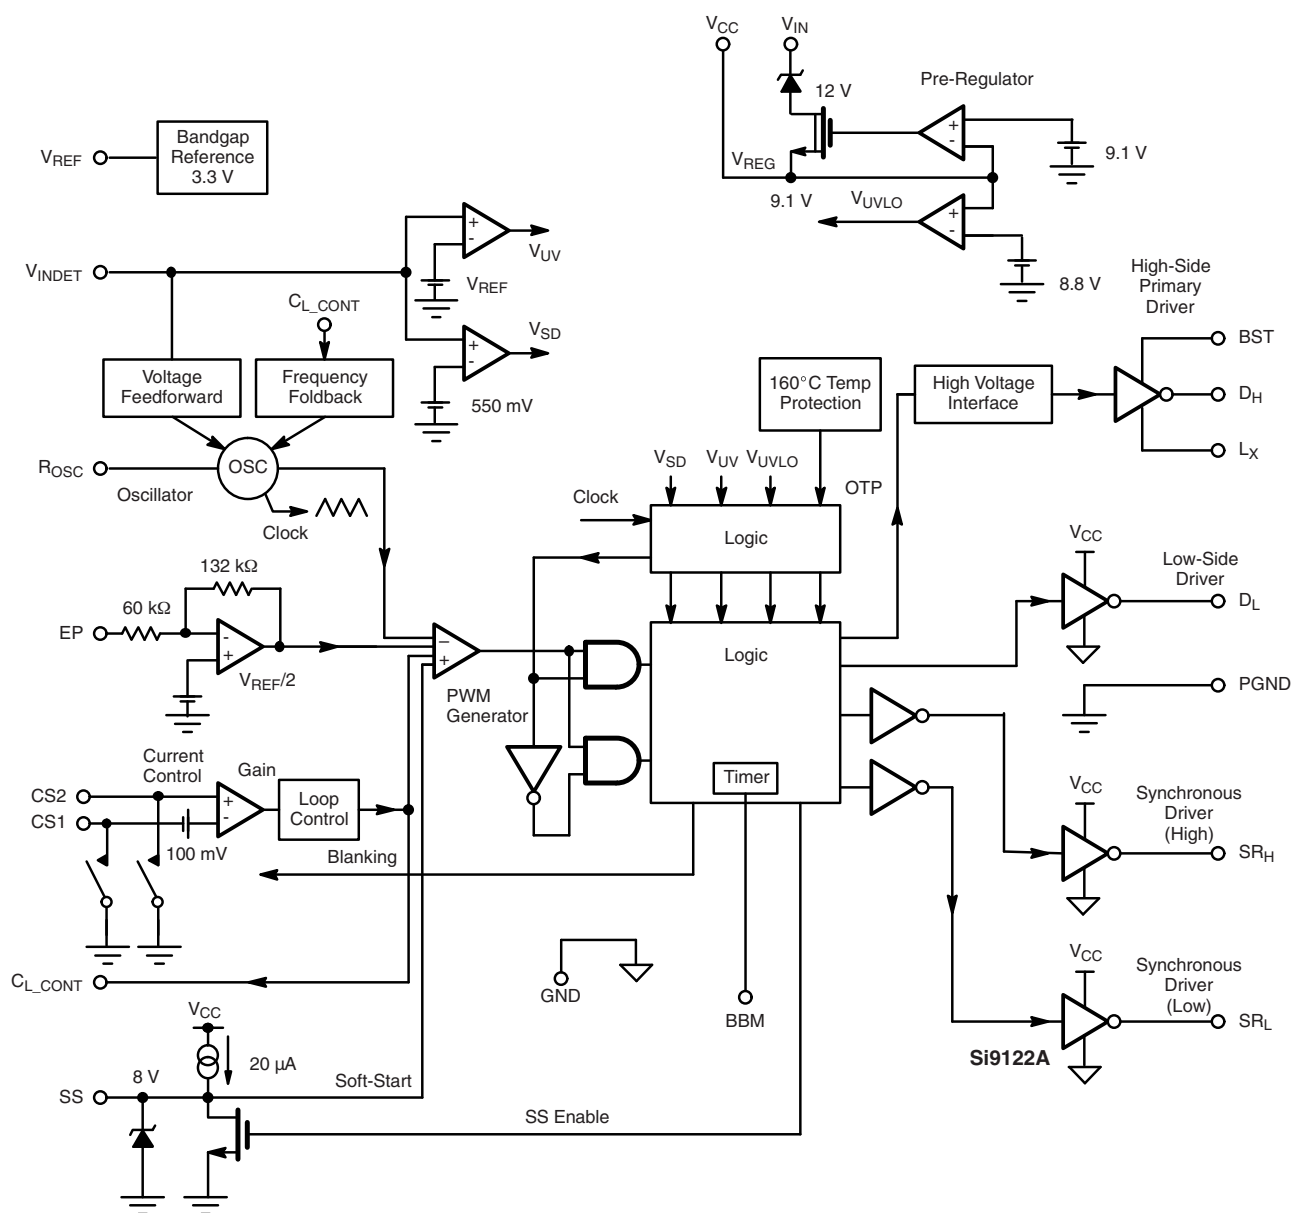 VCC
VIN
Pre-Regulator
12 V
+
-
9.1 V
VREG
9.1 V
VUVLO
+
-
8.8 V
VREF
Bandgap
Reference
3.3 V
+
-
VUV
VREF
VINDET
CL_CONT
VSD
+
-
550 mV
Voltage
Feedforward
Frequency
Foldback
ROSC
OSC
Oscillator
Clock
160°C Temp
Protection
High Voltage
Interface
High-Side
Primary
Driver
BST
DH
LX
VSD
VUV
VUVLO
OTP
Clock
Logic
132 kΩ
60 kΩ
EP
-
+
VREF/2
–
+
PWM
Generator
Logic
Timer
VCC
Low-Side
Driver
DL
PGND
Current
Control
Gain
CS2
CS1
+
-
100 mV
Loop
Control
Blanking
VCC
Synchronous
Driver
(High)
SRH
CL_CONT
GND
BBM
VCC
Synchronous
Driver
(Low)
SRL
Si9122A
VCC
20 µA
8 V
SS
Soft-Start
SS Enable